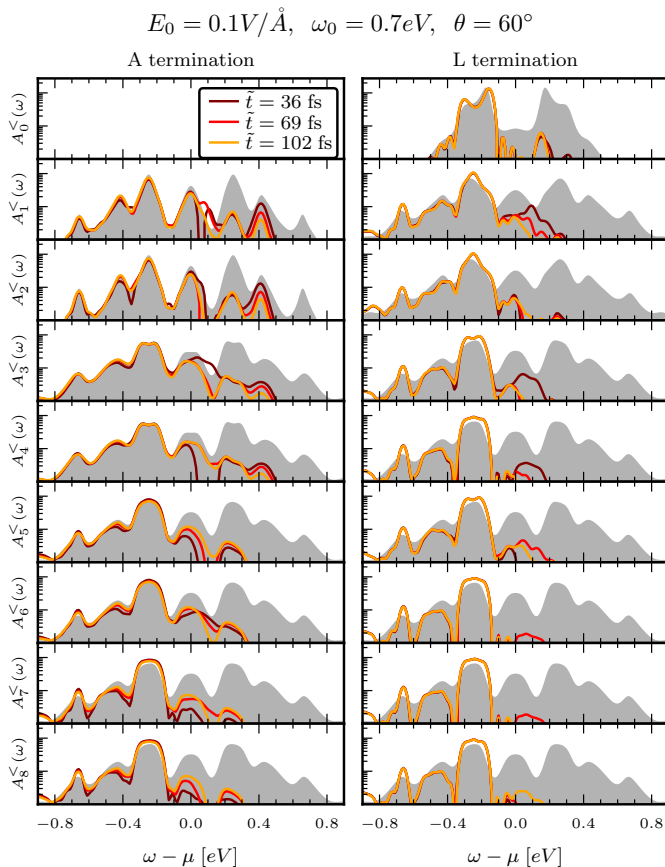 E₀ = 0.1V/Å, ω₀ = 0.7eV, θ = 60°
A termination
L termination
t̃ = 36 fs
t̃ = 69 fs
t̃ = 102 fs
A₀^<(ω)
A₁^<(ω)
A₂^<(ω)
A₃^<(ω)
A₄^<(ω)
A₅^<(ω)
A₆^<(ω)
A₇^<(ω)
A₈^<(ω)
−0.8 −0.4 0.0 0.4 0.8
−0.8 −0.4 0.0 0.4 0.8
ω − μ [eV]
ω − μ [eV]